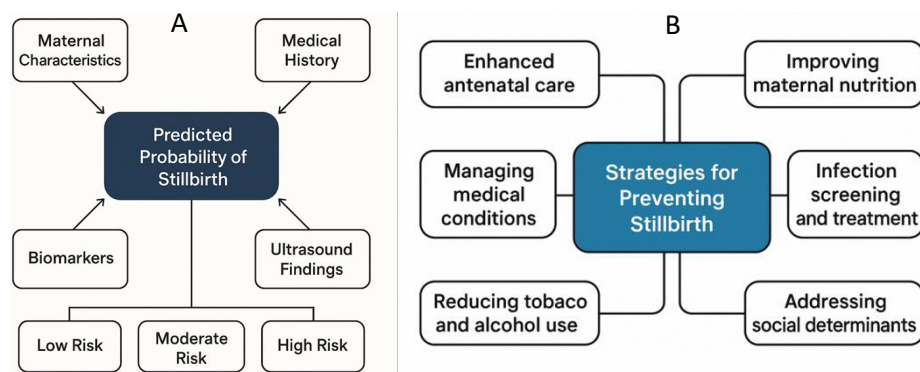 A
Maternal
Characteristics
Medical
History
Predicted
Probability of
Stillbirth
Biomarkers
Ultrasound
Findings
Low Risk
Moderate
Risk
High Risk
B
Enhanced
antenatal care
Improving
maternal nutrition
Managing
medical
conditions
Strategies for
Preventing
Stillbirth
Infection
screening
and treatment
Reducing tobacco
and alcohol use
Addressing
social determinants